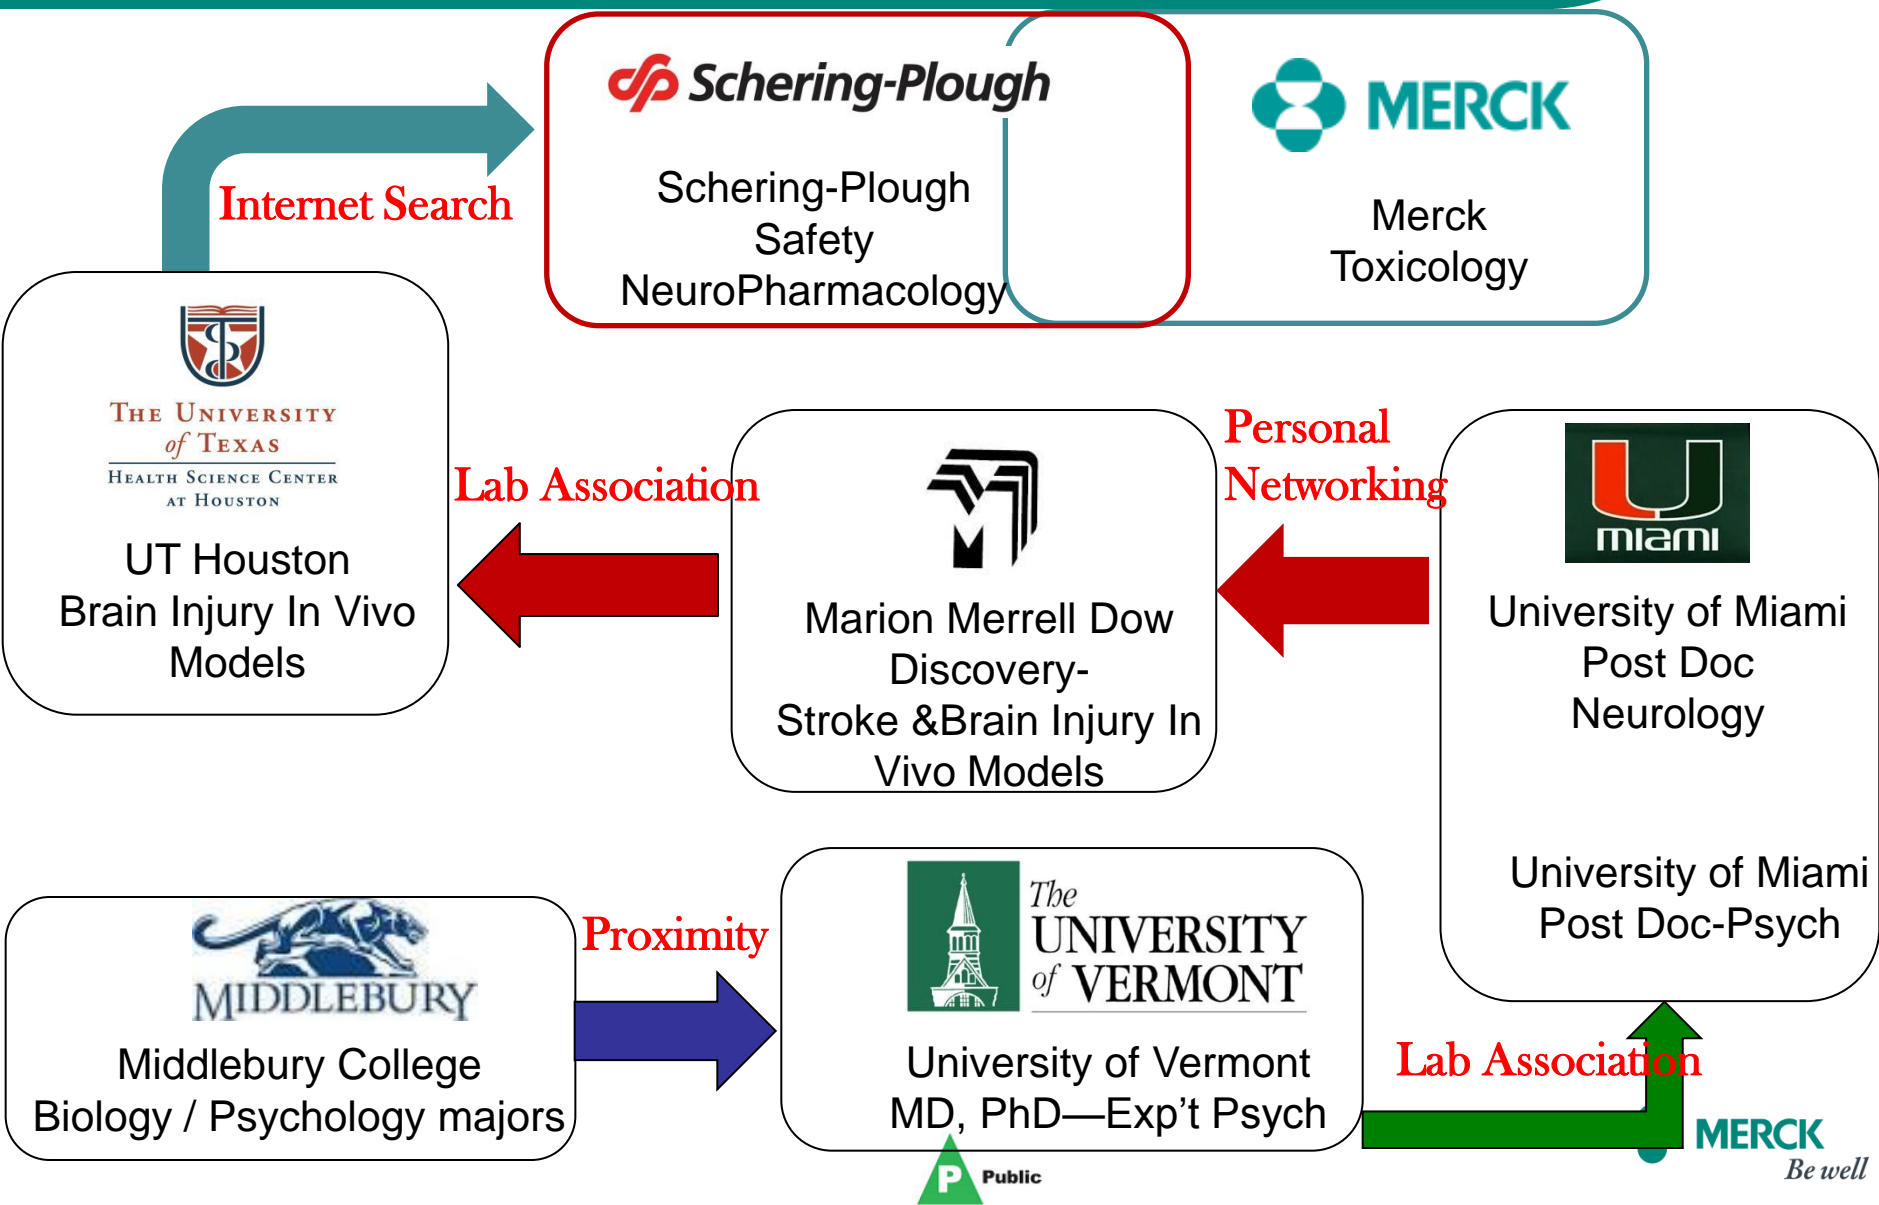 Schering-Plough
MERCK
Schering-Plough
Safety
NeuroPharmacology
Merck
Toxicology
Internet Search
THE UNIVERSITY
of TEXAS
HEALTH SCIENCE CENTER
AT HOUSTON
UT Houston
Brain Injury In Vivo
Models
Lab Association
Marion Merrell Dow
Discovery-
Stroke &Brain Injury In
Vivo Models
Personal
Networking
MIAMI
University of Miami
Post Doc
Neurology
University of Miami
Post Doc-Psych
MIDDLEBURY
Middlebury College
Biology / Psychology majors
Proximity
The
UNIVERSITY
of VERMONT
University of Vermont
MD, PhD—Exp't Psych
Lab Association
P Public
MERCK
Be well